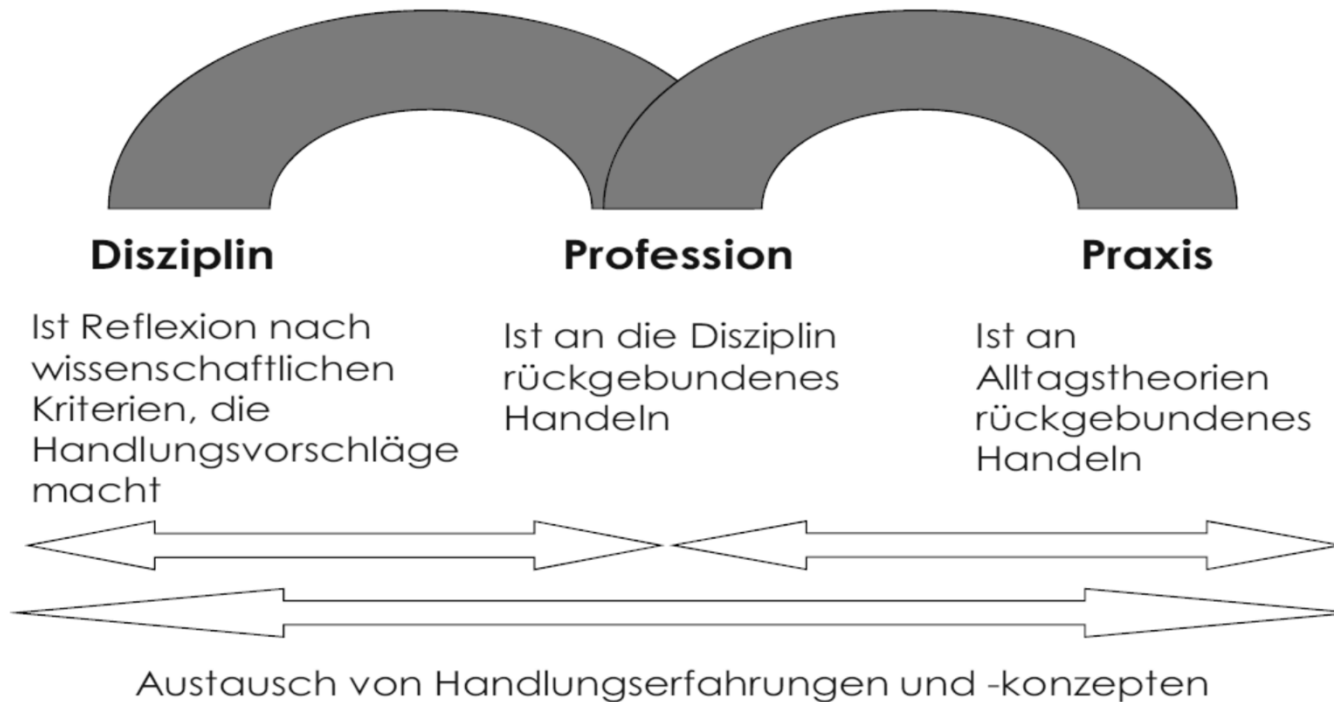 Disziplin
Ist Reflexion nach
wissenschaftlichen
Kriterien, die
Handlungsvorschläge
macht
Profession
Ist an die Disziplin
rückgebundenes
Handeln
Praxis
Ist an
Alltagstheorien
rückgebundenes
Handeln
Austausch von Handlungserfahrungen und -konzepten